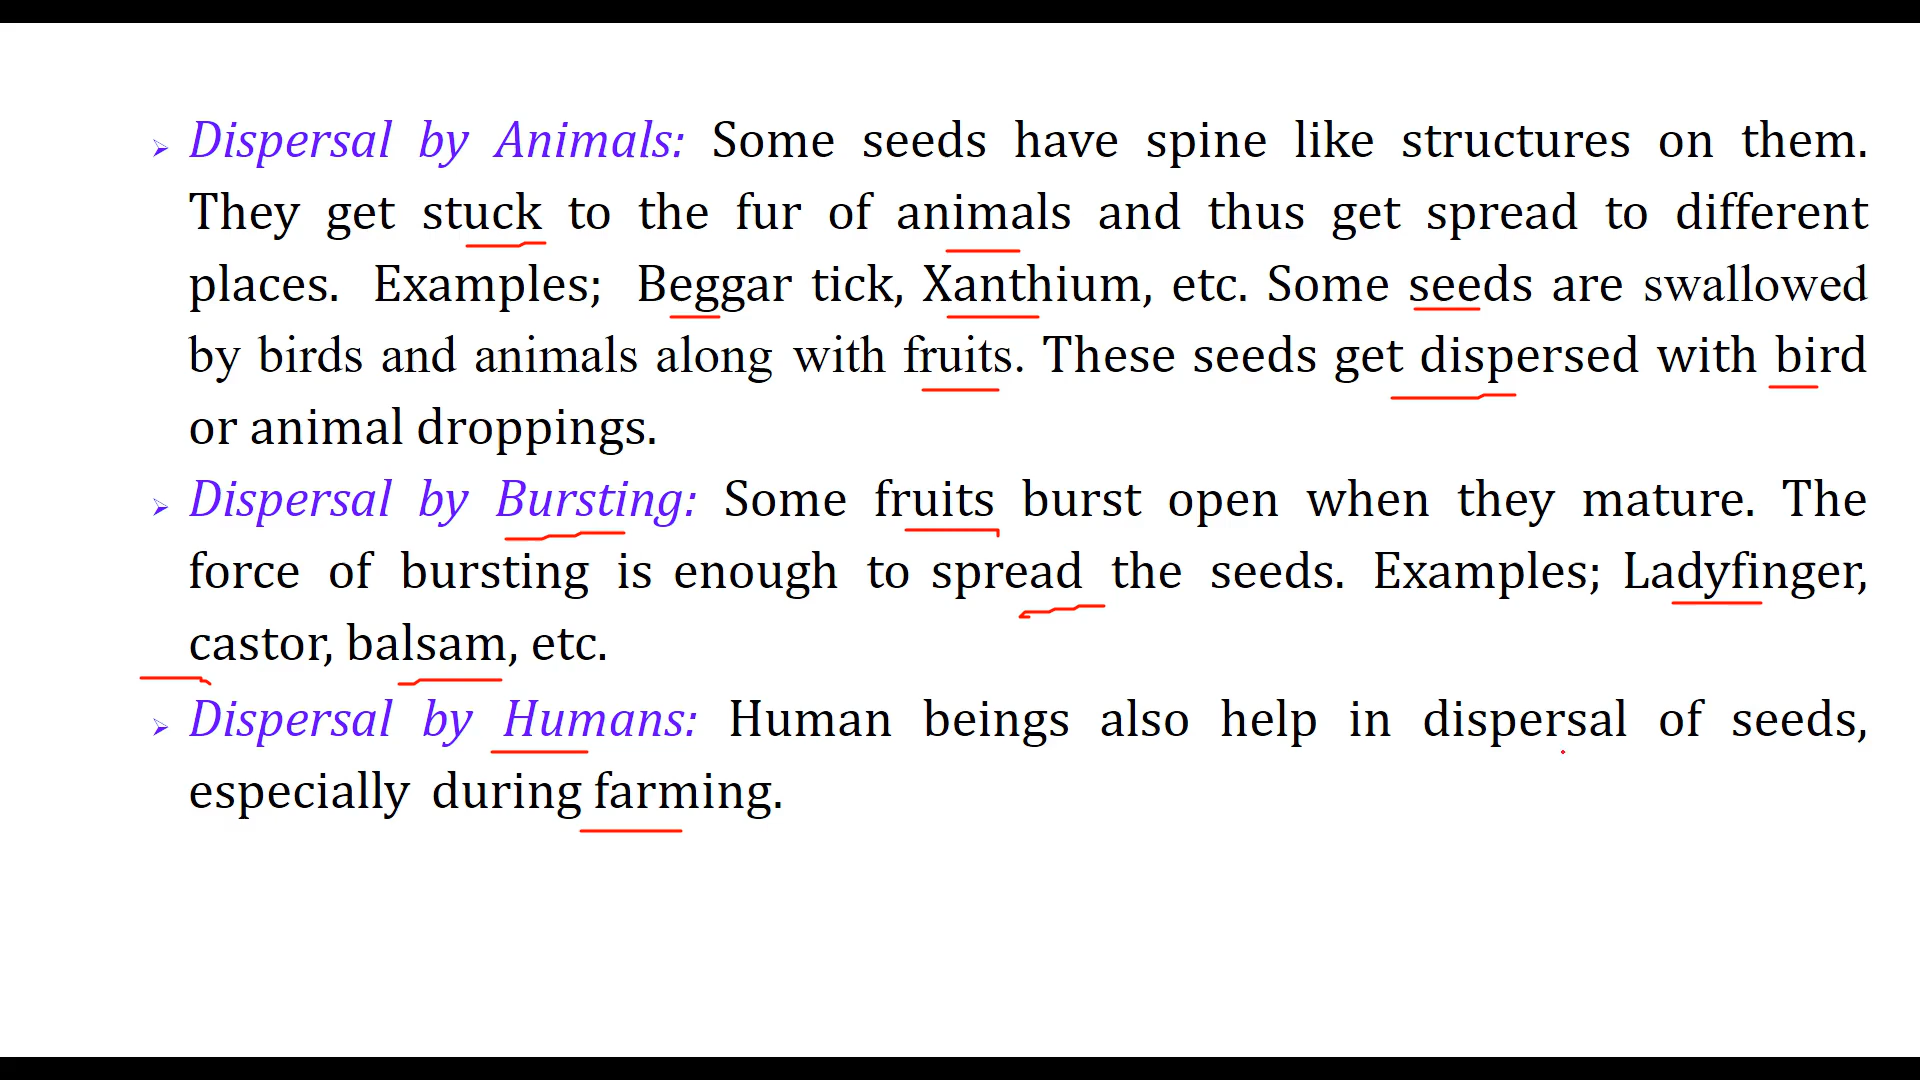 ➢ Dispersal by Animals: Some seeds have spine like structures on them.
They get stuck to the fur of animals and thus get spread to different
places. Examples; Beggar tick, Xanthium, etc. Some seeds are swallowed
by birds and animals along with fruits. These seeds get dispersed with bird
or animal droppings.
➢ Dispersal by Bursting: Some fruits burst open when they mature. The
force of bursting is enough to spread the seeds. Examples; Ladyfinger,
castor, balsam, etc.
➢ Dispersal by Humans: Human beings also help in dispersal of seeds,
especially during farming.